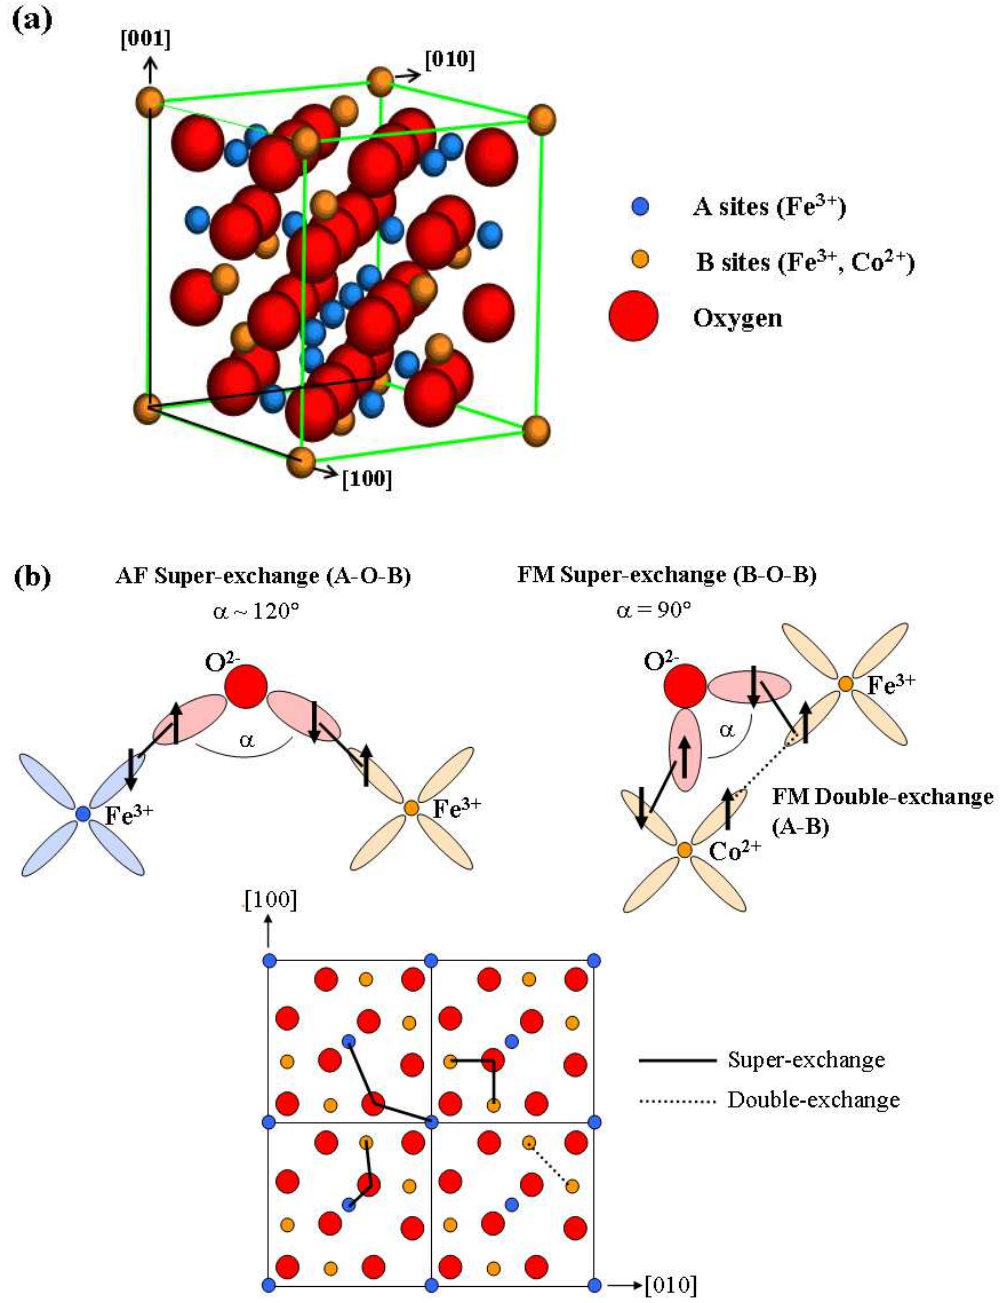 (a)
[001]
[010]
A sites (Fe³⁺)
B sites (Fe³⁺, Co²⁺)
Oxygen
[100]
(b)
AF Super-exchange (A-O-B)
α ~ 120°
O²⁻
α
Fe³⁺
Fe³⁺
FM Super-exchange (B-O-B)
α = 90°
O²⁻
Fe³⁺
α
FM Double-exchange
(A-B)
Co²⁺
[100]
Super-exchange
Double-exchange
[010]